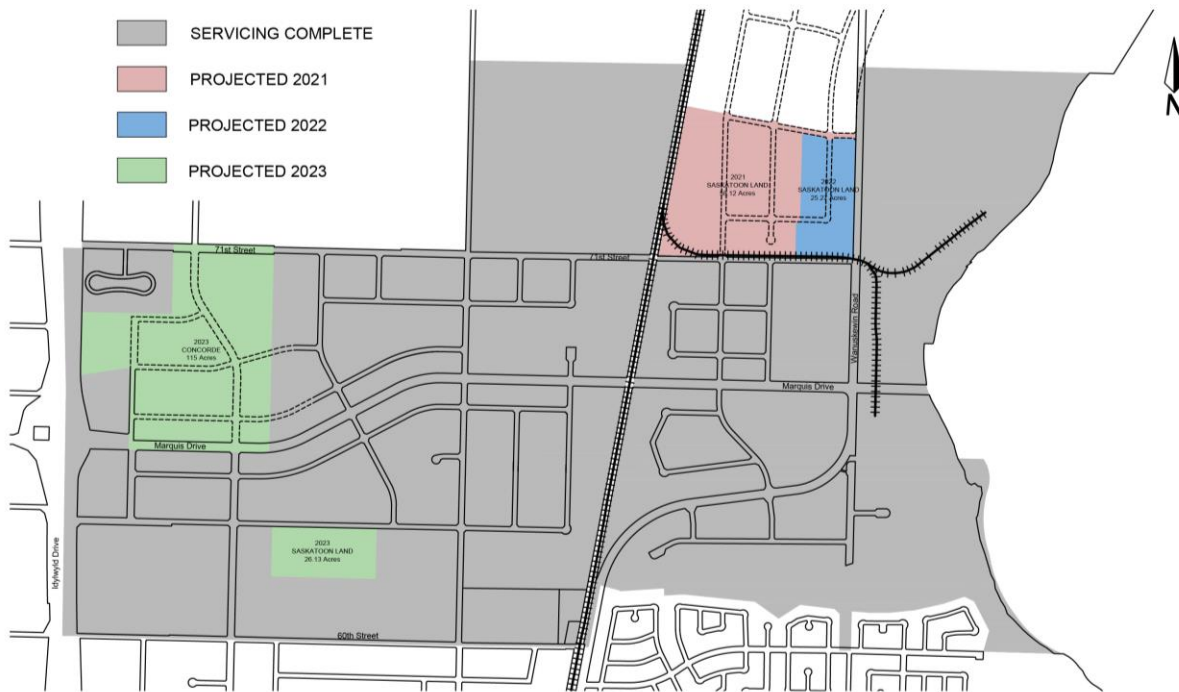 SERVICING COMPLETE
PROJECTED 2021
PROJECTED 2022
PROJECTED 2023
N
2021
SASKATOON LAND
Acres
2022
SASKATOON LAND
Acres
71st Street
71st Street
2023
CONCORDE
115 Acres
Wanuskewin Road
Marquis Drive
Marquis Drive
2023
SASKATOON LAND
26.13 Acres
Idylwyld Drive
60th Street